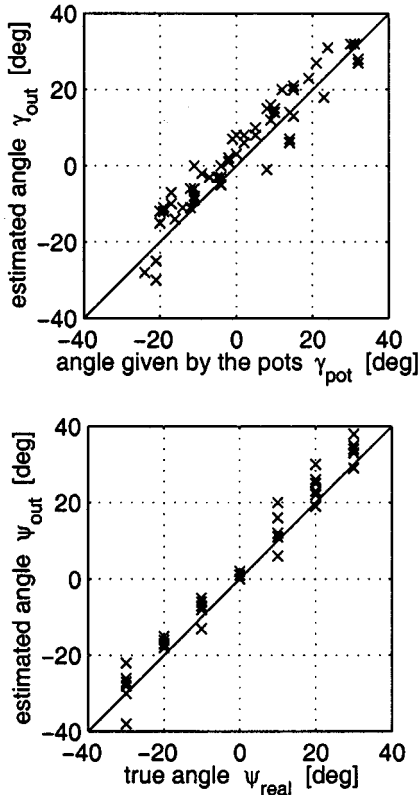 40
20
0
-20
-40
estimated angle γout [deg]
-40 -20 0 20 40
angle given by the pots γpot [deg]
40
20
0
-20
-40
estimated angle ψout [deg]
-40 -20 0 20 40
true angle ψreal [deg]